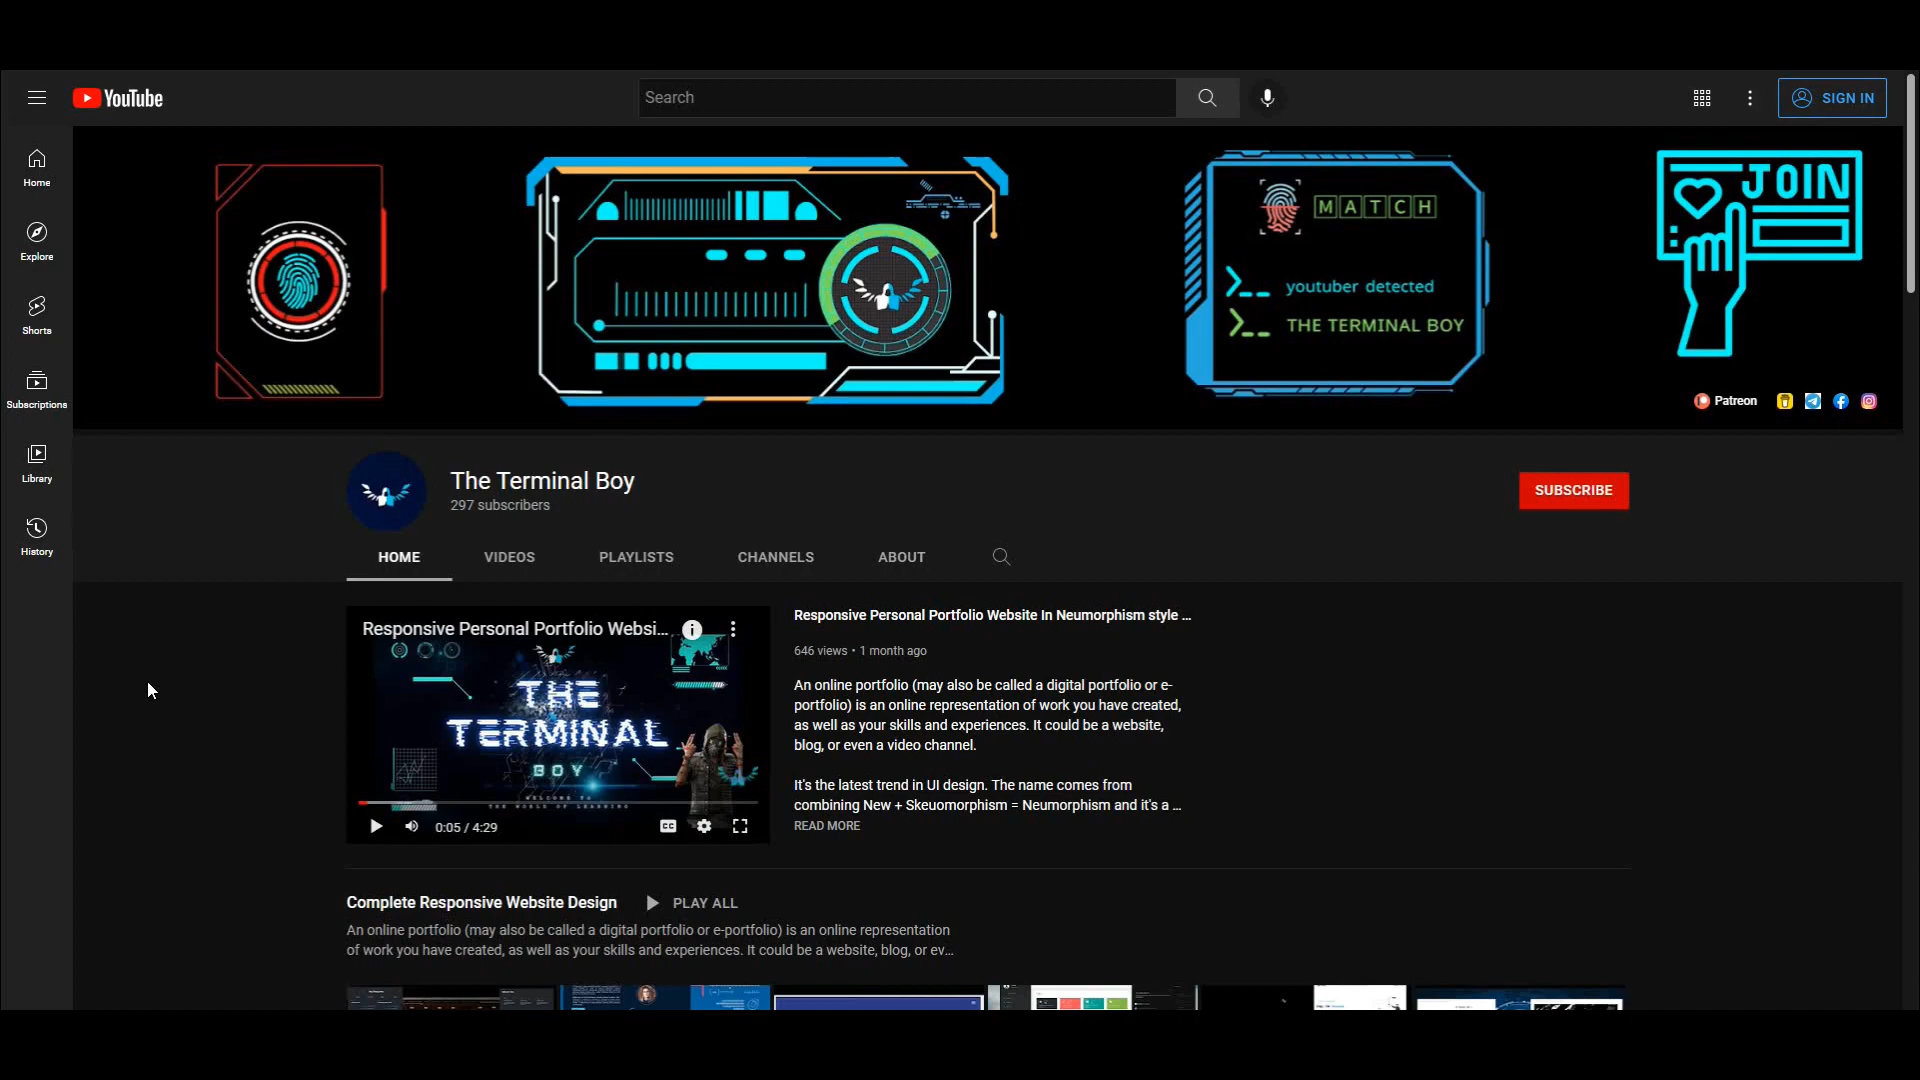 YouTube
Search
SIGN IN
Home
Explore
Shorts
Subscriptions
Library
History
MATCH
>_ youtuber detected
>_ THE TERMINAL BOY
JOIN
Patreon
The Terminal Boy
297 subscribers
SUBSCRIBE
HOME
VIDEOS
PLAYLISTS
CHANNELS
ABOUT
Responsive Personal Portfolio Websi...
THE
TERMINAL
BOY
WELCOME TO
THE WORLD OF LEARNING
0:05 / 4:29
CC
Responsive Personal Portfolio Website In Neumorphism style ...
646 views • 1 month ago
An online portfolio (may also be called a digital portfolio or e-
portfolio) is an online representation of work you have created,
as well as your skills and experiences. It could be a website,
blog, or even a video channel.
It's the latest trend in UI design. The name comes from
combining New + Skeuomorphism = Neumorphism and it's a ...
READ MORE
Complete Responsive Website Design
PLAY ALL
An online portfolio (may also be called a digital portfolio or e-portfolio) is an online representation
of work you have created, as well as your skills and experiences. It could be a website, blog, or ev...